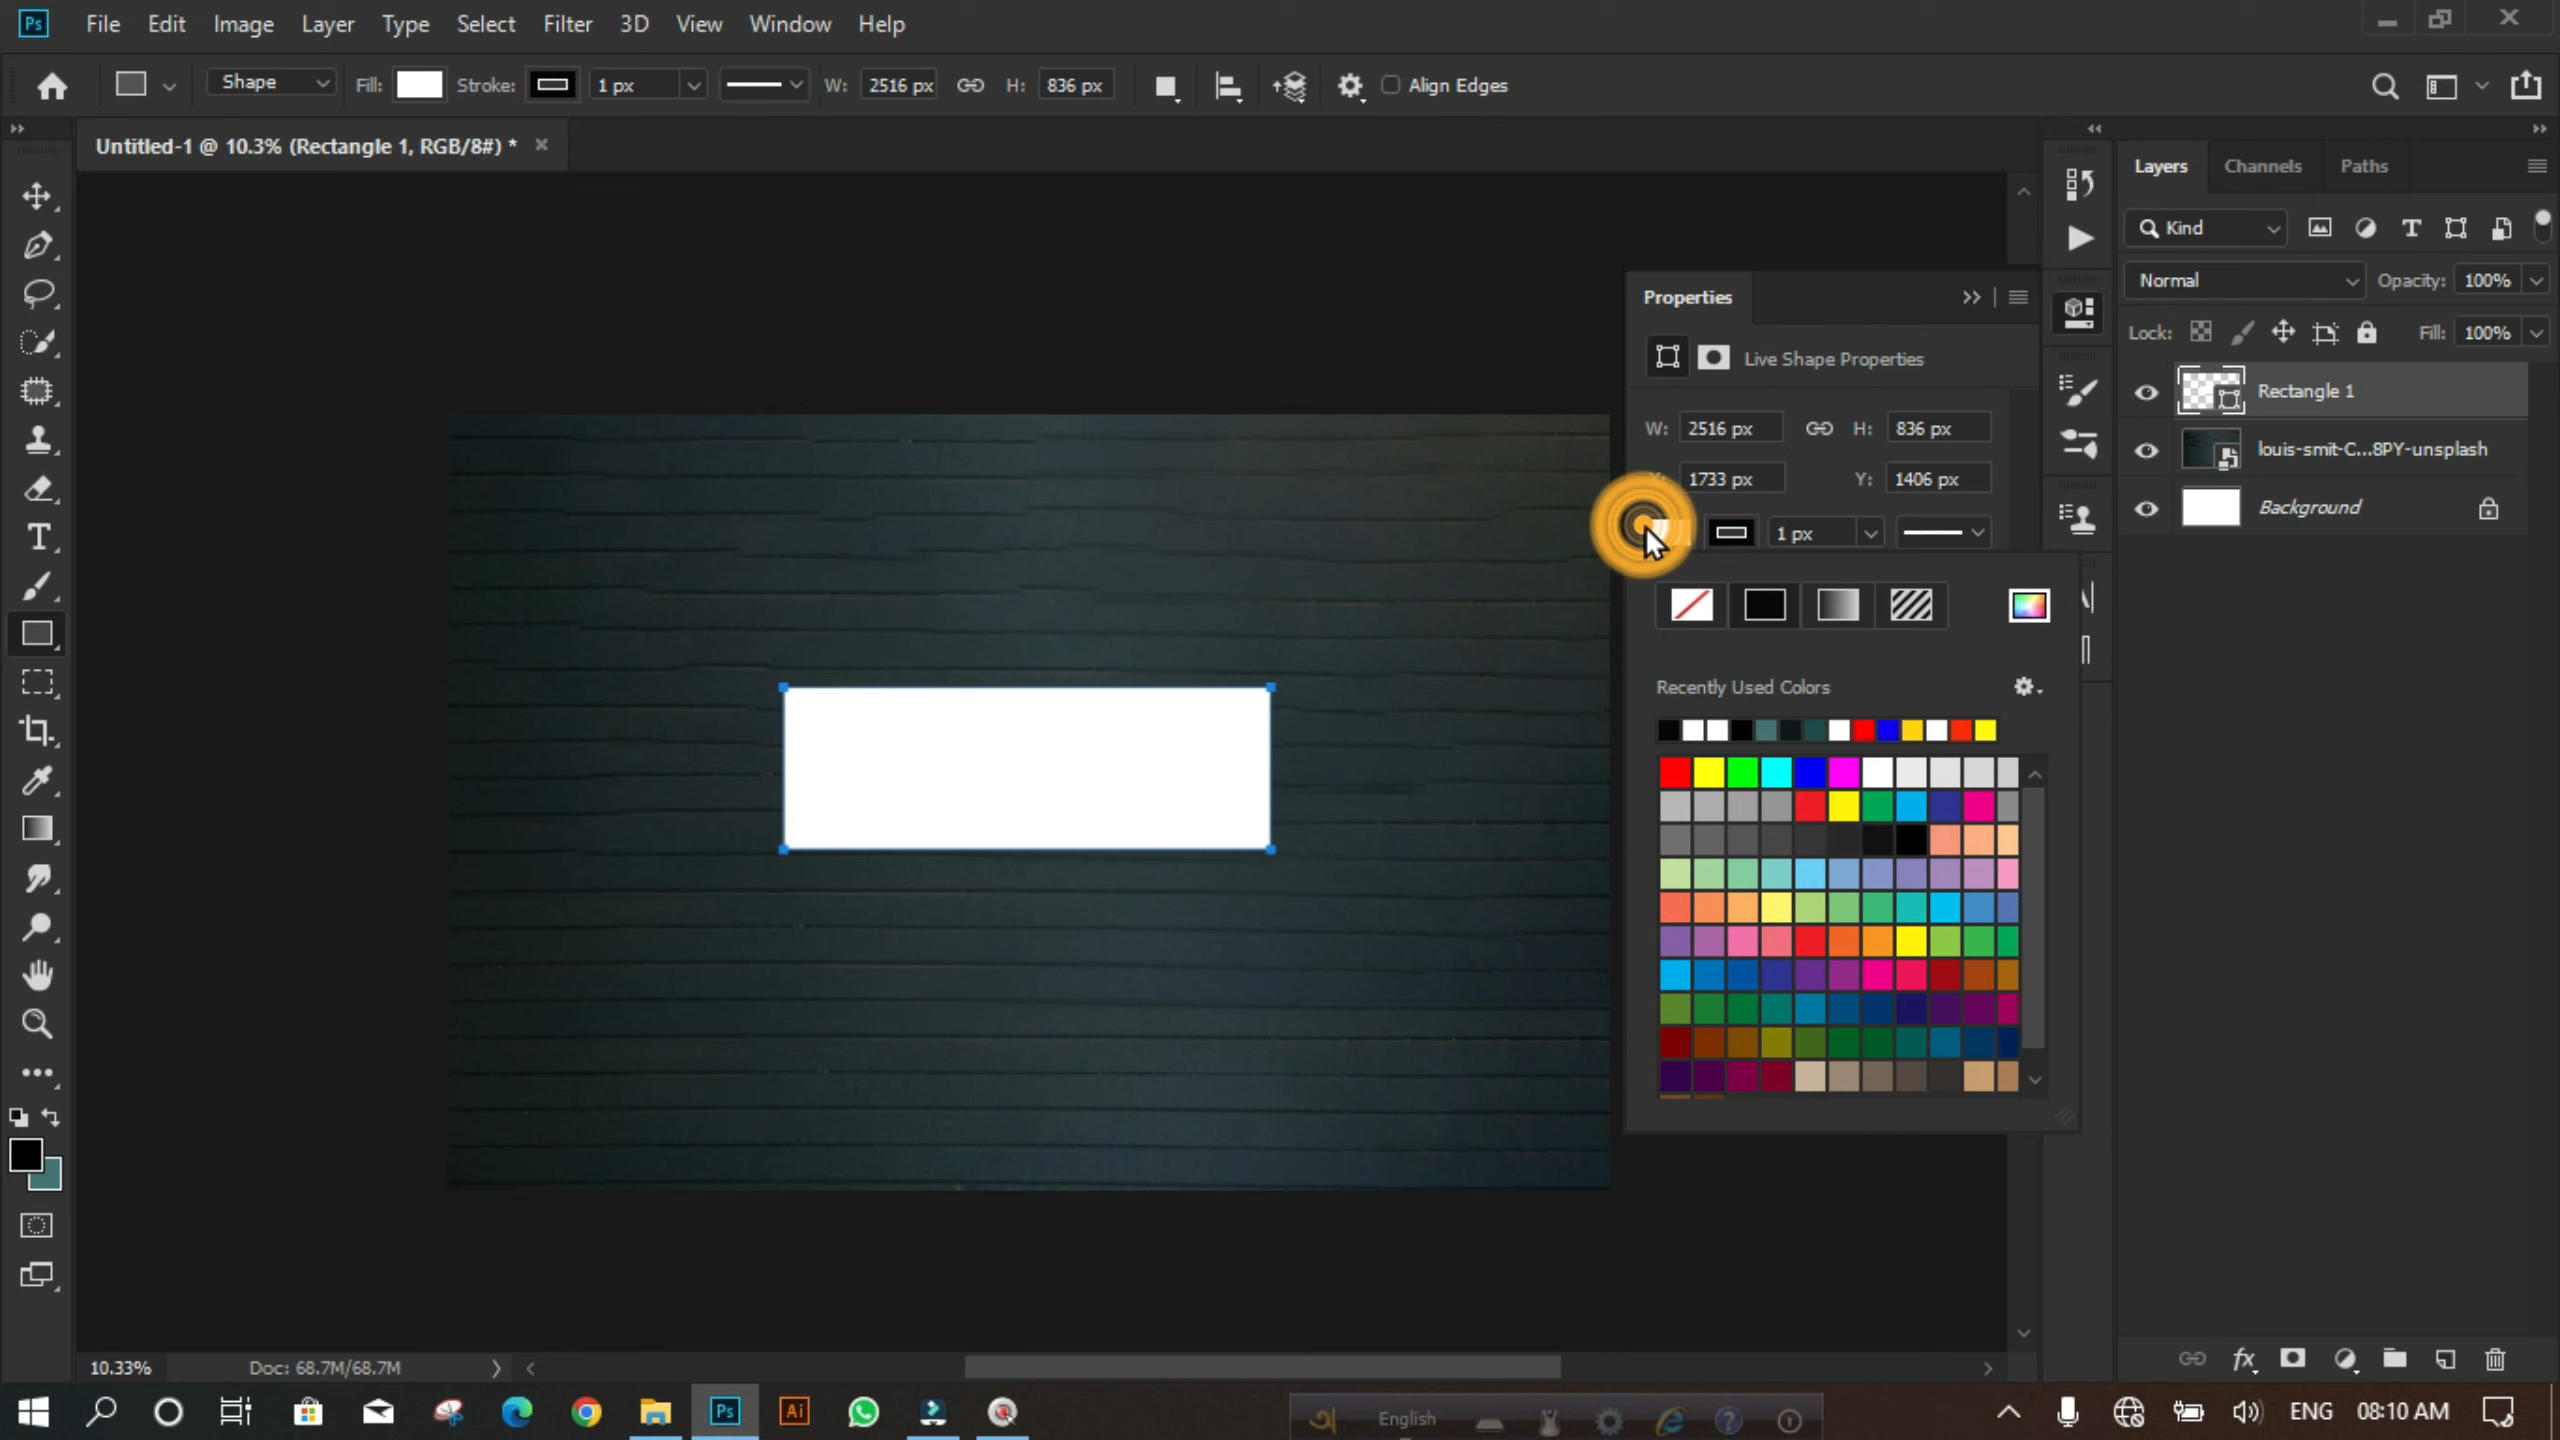 Ps File Edit Image Layer Type Select Filter 3D View Window Help
Shape Fill: Stroke: 1 px W: 2516 px H: 836 px Align Edges
Untitled-1 @ 10.3% (Rectangle 1, RGB/8#) *
Layers Channels Paths
Kind
Normal Opacity: 100%
Lock: Fill: 100%
Rectangle 1
louis-smit-C...8PY-unsplash
Background
Properties
Live Shape Properties
W: 2516 px H: 836 px
X: 1733 px Y: 1406 px
1 px
Recently Used Colors
10.33% Doc: 68.7M/68.7M
Ps Ai English ENG 08:10 AM